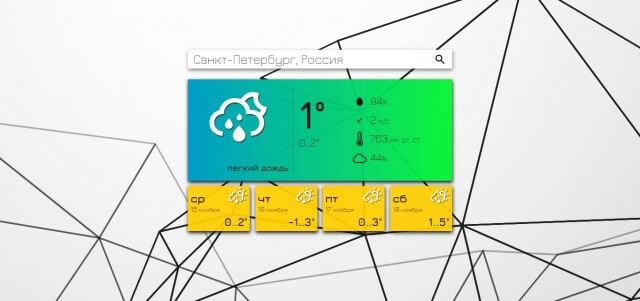 Санкт-Петербург, Россия
1°
0..2°
легкий дождь
94%
2 м/с
763 мм рт. ст.
44%
ср
15 ноября
0..2°
чт
16 ноября
-1..3°
пт
17 ноября
0..3°
сб
18 ноября
1..5°